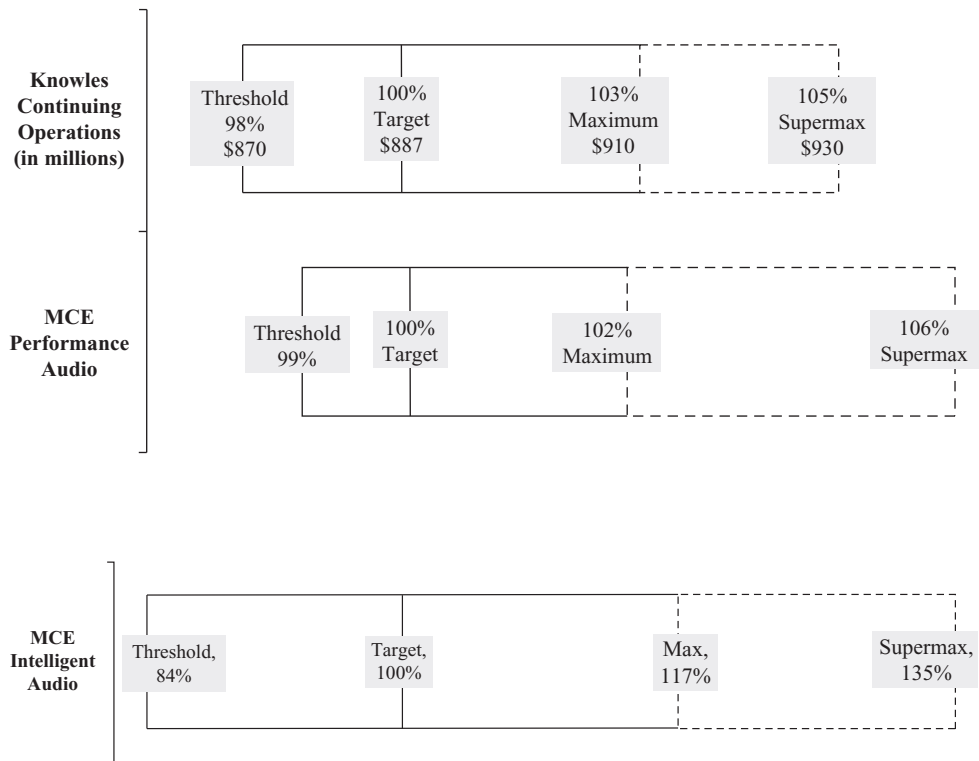 Knowles
Continuing
Operations
(in millions)
Threshold
98%
$870
100%
Target
$887
103%
Maximum
$910
105%
Supermax
$930
MCE
Performance
Audio
Threshold
99%
100%
Target
102%
Maximum
106%
Supermax
MCE
Intelligent
Audio
Threshold,
84%
Target,
100%
Max,
117%
Supermax,
135%